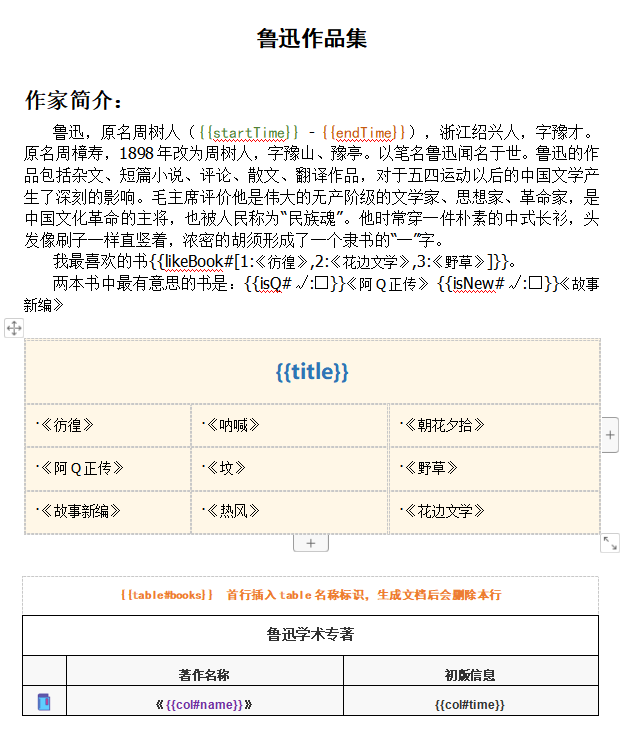 鲁迅作品集
作家简介：
鲁迅，原名周树人（{{startTime}} - {{endTime}}），浙江绍兴人，字豫才。
原名周樟寿，1898年改为周树人，字豫山、豫亭。以笔名鲁迅闻名于世。鲁迅的作
品包括杂文、短篇小说、评论、散文、翻译作品，对于五四运动以后的中国文学产
生了深刻的影响。毛主席评价他是伟大的无产阶级的文学家、思想家、革命家，是
中国文化革命的主将，也被人民称为“民族魂”。他时常穿一件朴素的中式长衫，头
发像刷子一样直竖着，浓密的胡须形成了一个隶书的“一”字。
我最喜欢的书{{likeBook#[1:《彷徨》,2:《花边文学》,3:《野草》]}}。
两本书中最有意思的书是：{{isQ#√:☐}}《阿Q正传》 {{isNew#√:☐}}《故事
新编》
{{title}}
·《彷徨》 ·《呐喊》 ·《朝花夕拾》
·《阿Q正传》 ·《坟》 ·《野草》
·《故事新编》 ·《热风》 ·《花边文学》
{{table#books}} 首行插入 table 名称标识，生成文档后会删除本行
鲁迅学术专著
著作名称 初版信息
《{{col#name}}》 {{col#time}}